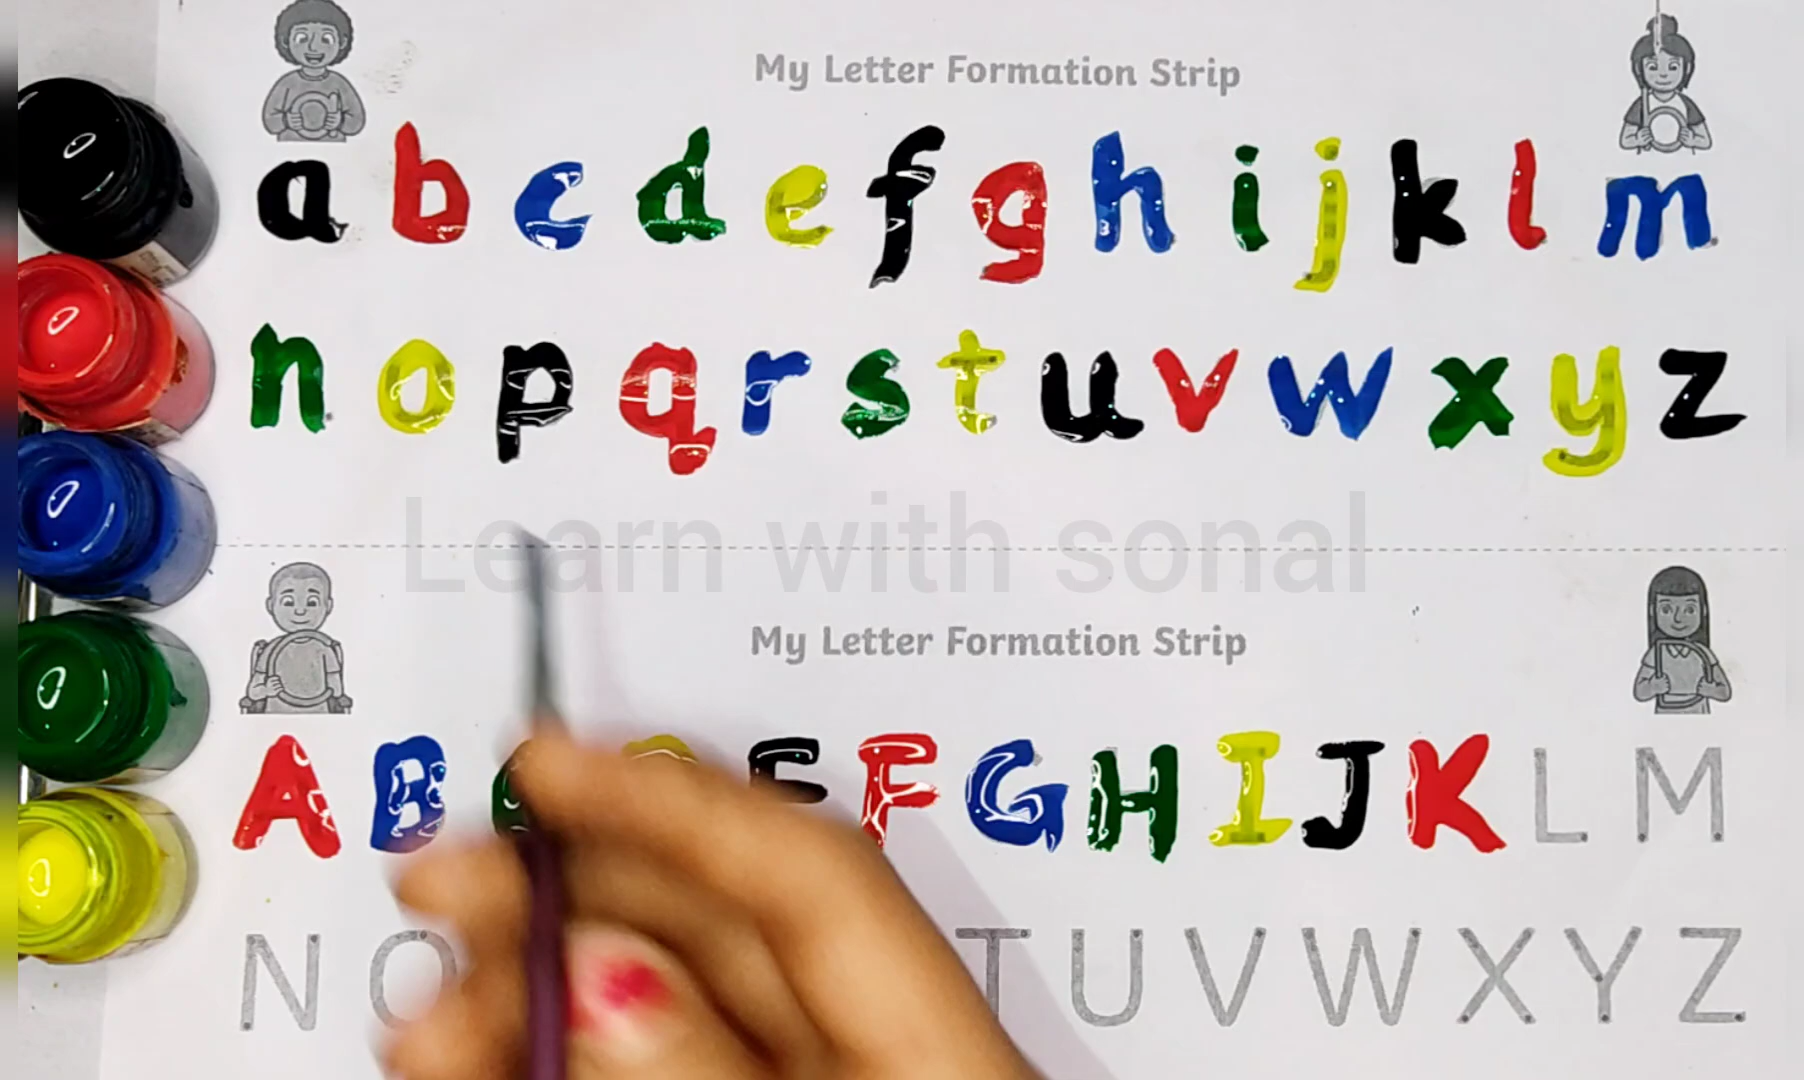 My Letter Formation Strip
a b c d e f g h i j k l m
n o p q r s t u v w x y z
Learn with sonal
My Letter Formation Strip
A B F G H I J K L M
N O T U V W X Y Z